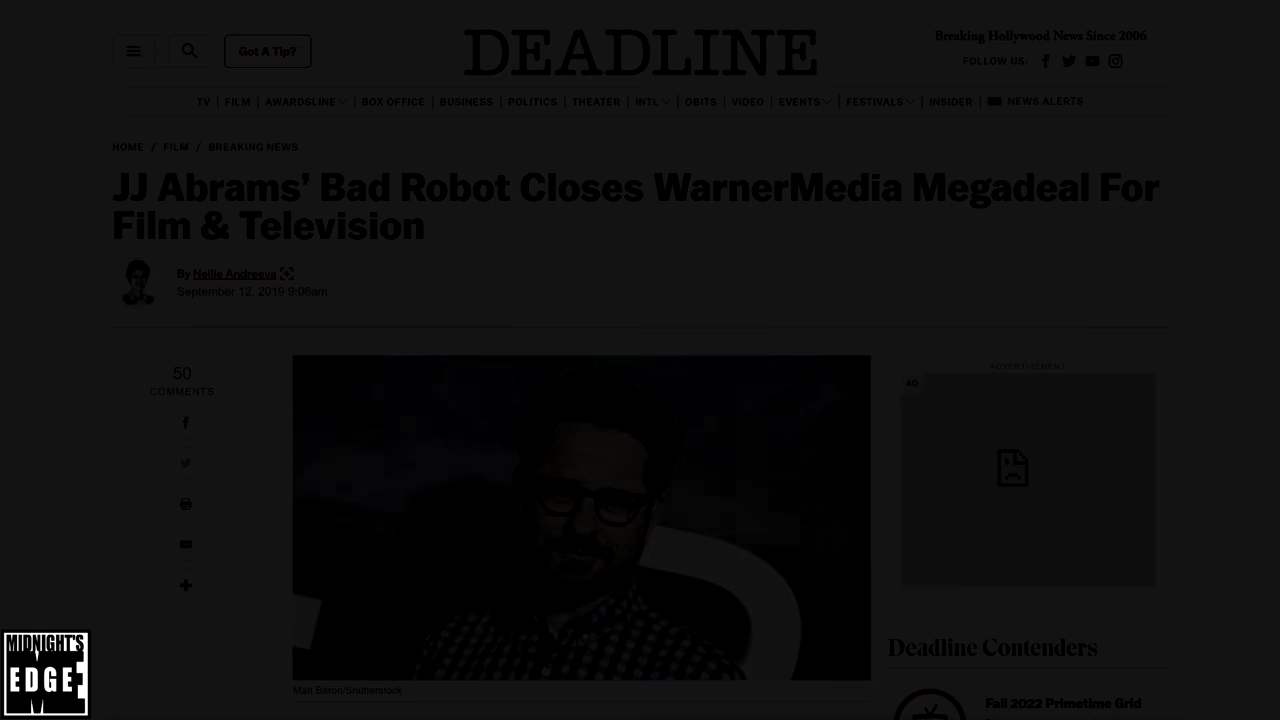 Got A Tip?
DEADLINE
Breaking Hollywood News Since 2006
FOLLOW US:
TV | FILM | AWARDSLINE | BOX OFFICE | BUSINESS | POLITICS | THEATER | INTL | OBITS | VIDEO | EVENTS | FESTIVALS | INSIDER | NEWS ALERTS
HOME / FILM / BREAKING NEWS
JJ Abrams' Bad Robot Closes WarnerMedia Megadeal For
Film & Television
By Nellie Andreeva
September 12, 2019 9:06am
50
COMMENTS
ADVERTISEMENT
AD
Matt Baron/Shutterstock
Deadline Contenders
Fall 2022 Primetime Grid
MIDNIGHT'S
EDGE